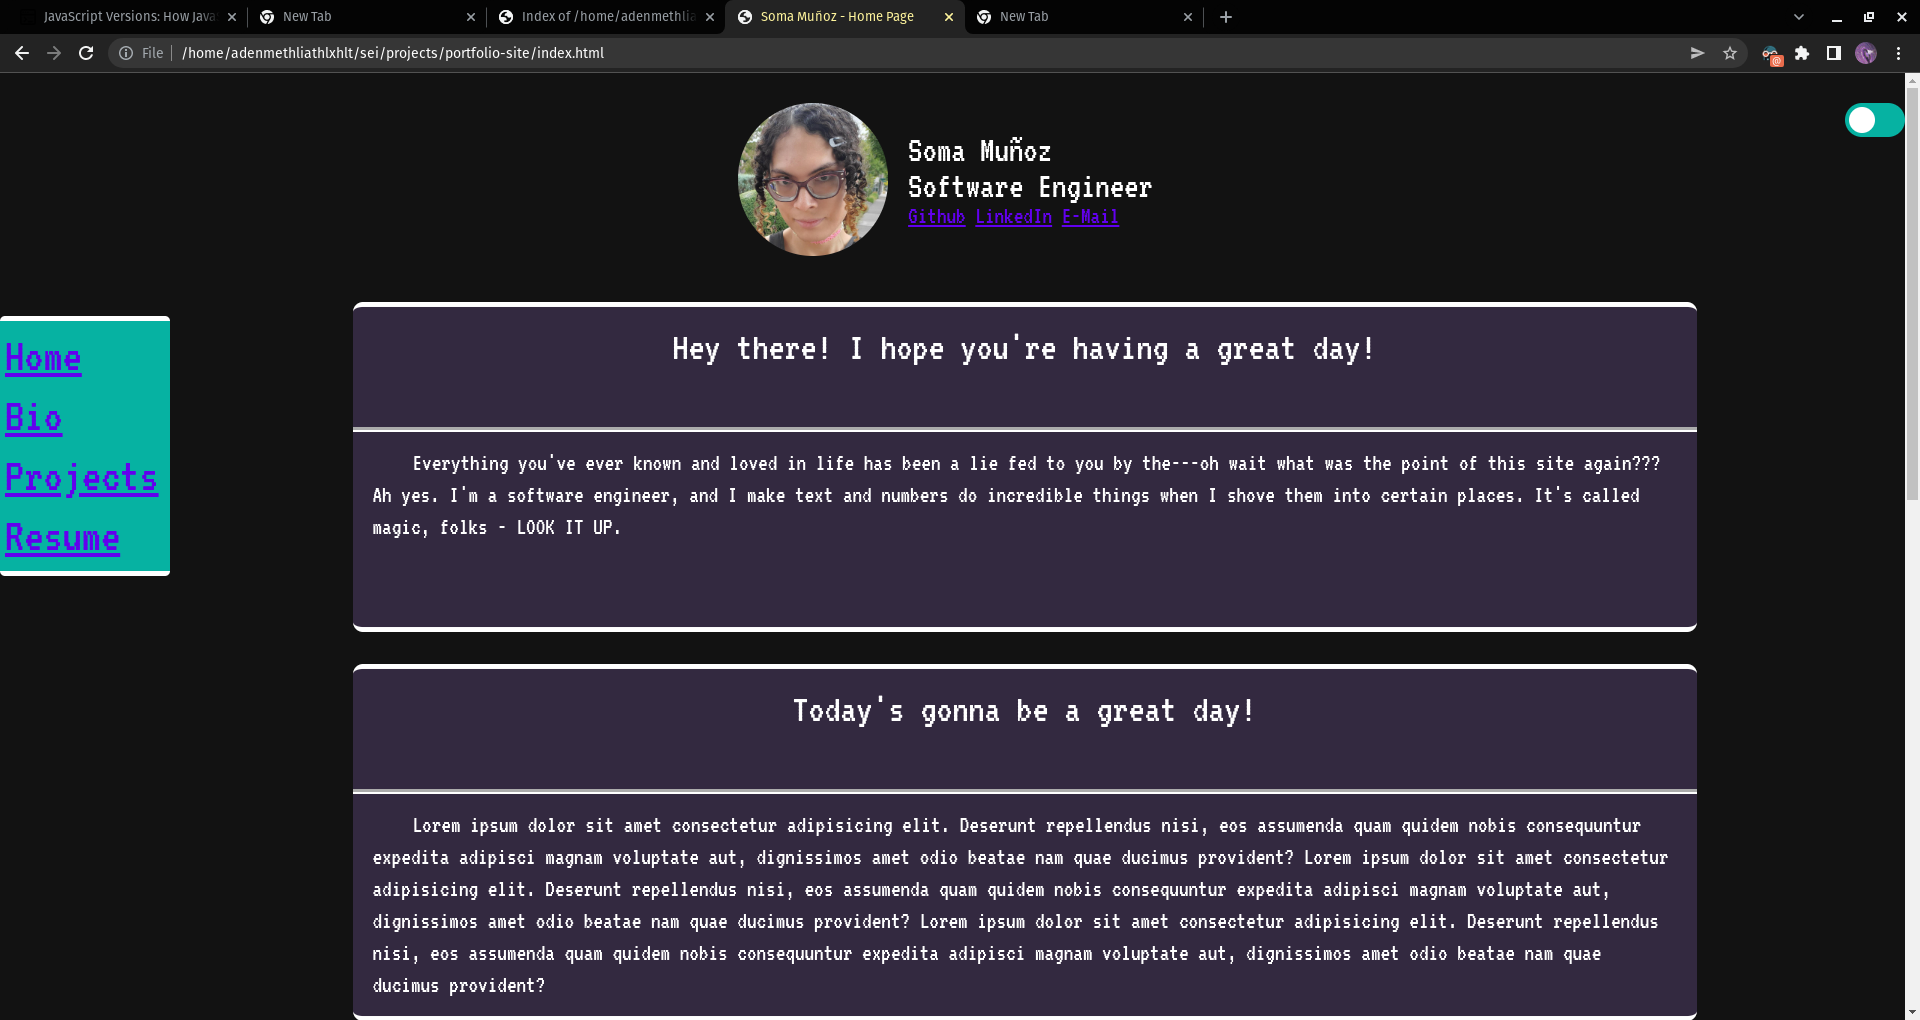 JavaScript Versions: How Java
New Tab
Index of /home/adenmethlia
Soma Muñoz - Home Page
New Tab
File
/home/adenmethliathlxhlt/sei/projects/portfolio-site/index.html
Soma Muñoz
Software Engineer
Github LinkedIn E-Mail
Home
Bio
Projects
Resume
Hey there! I hope you're having a great day!
Everything you've ever known and loved in life has been a lie fed to you by the---oh wait what was the point of this site again???
Ah yes. I'm a software engineer, and I make text and numbers do incredible things when I shove them into certain places. It's called
magic, folks - LOOK IT UP.
Today's gonna be a great day!
Lorem ipsum dolor sit amet consectetur adipisicing elit. Deserunt repellendus nisi, eos assumenda quam quidem nobis consequuntur
expedita adipisci magnam voluptate aut, dignissimos amet odio beatae nam quae ducimus provident? Lorem ipsum dolor sit amet consectetur
adipisicing elit. Deserunt repellendus nisi, eos assumenda quam quidem nobis consequuntur expedita adipisci magnam voluptate aut,
dignissimos amet odio beatae nam quae ducimus provident? Lorem ipsum dolor sit amet consectetur adipisicing elit. Deserunt repellendus
nisi, eos assumenda quam quidem nobis consequuntur expedita adipisci magnam voluptate aut, dignissimos amet odio beatae nam quae
ducimus provident?